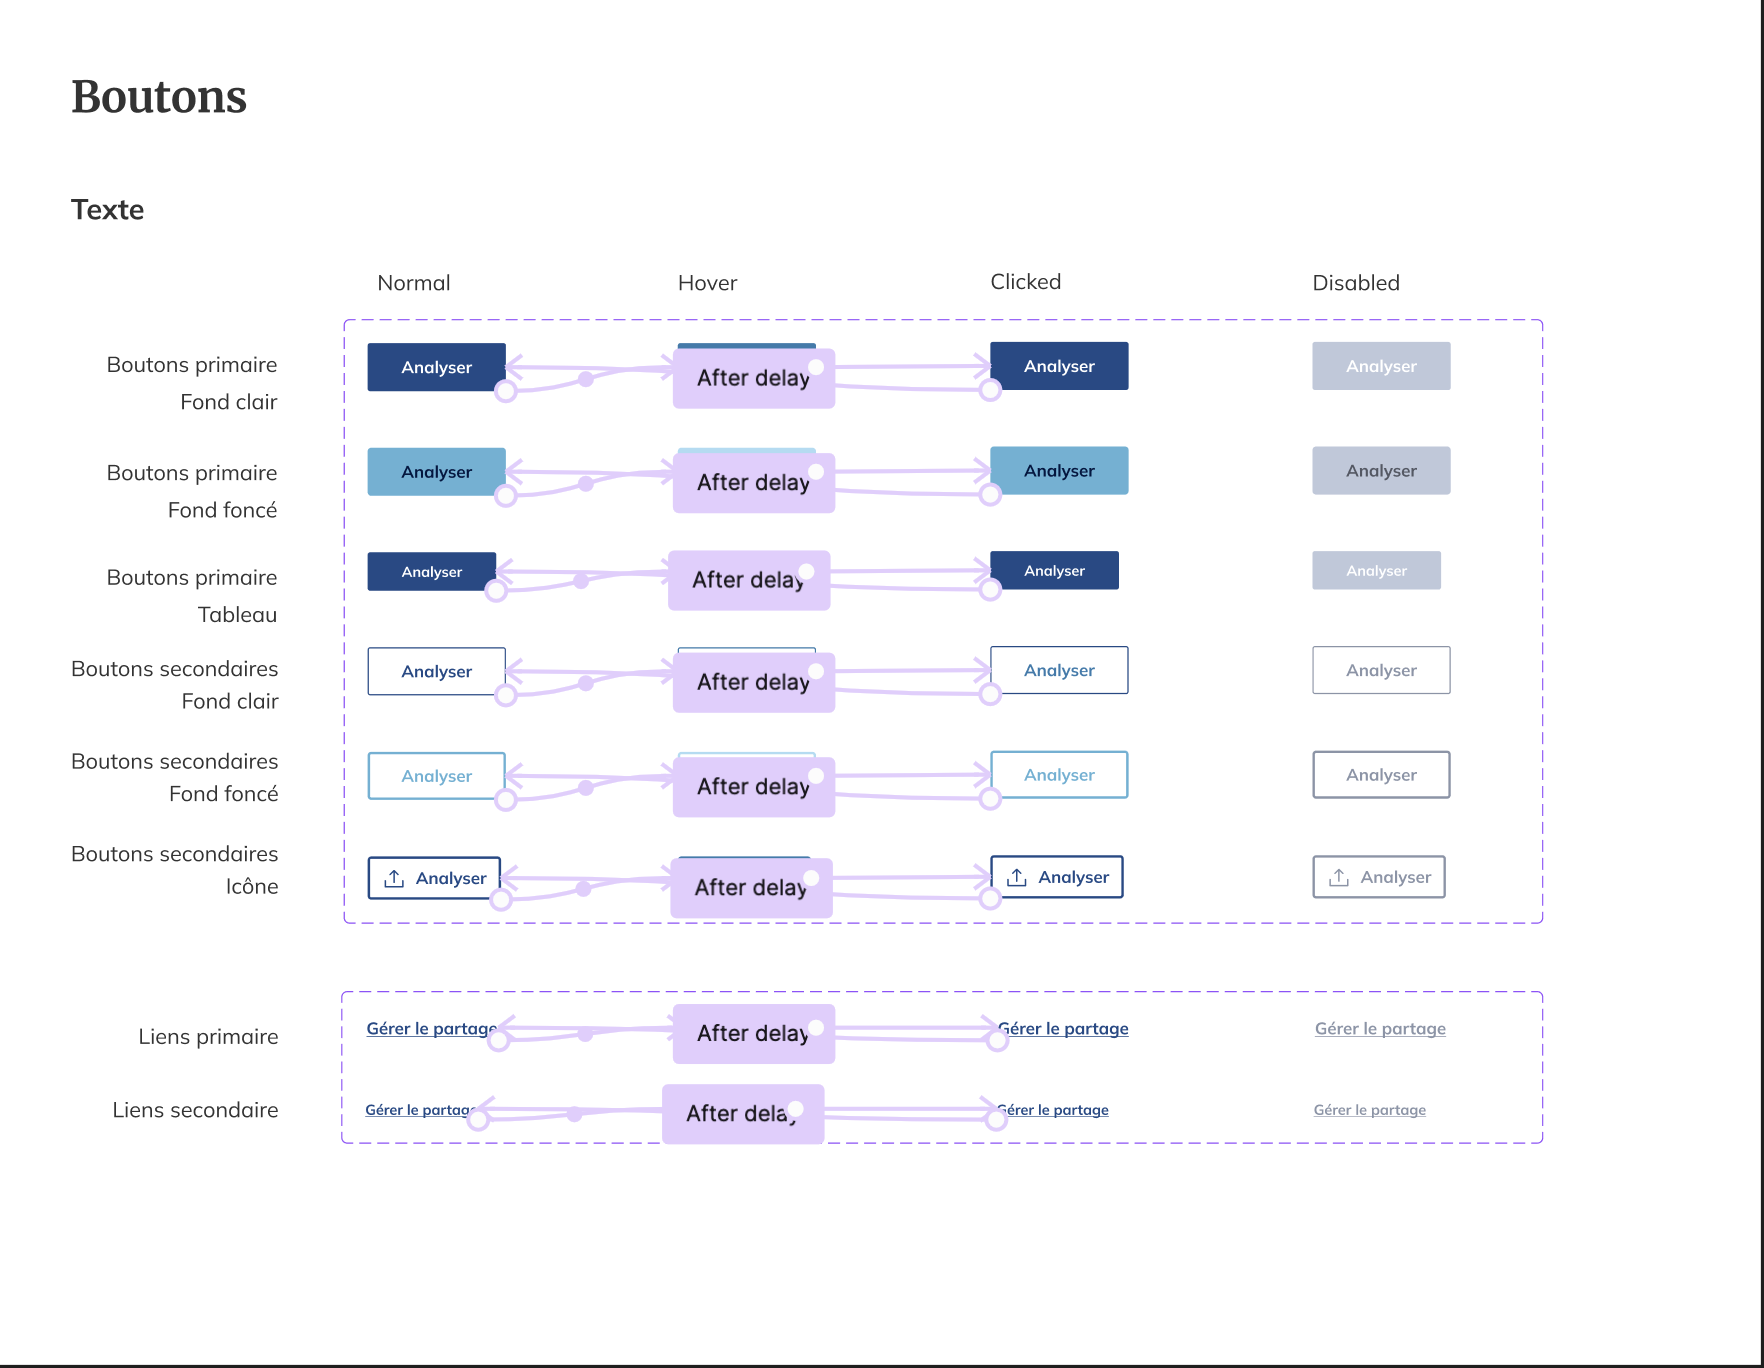 Boutons
Texte
Normal Hover Clicked Disabled
Boutons primaire
Fond clair
Analyser After delay Analyser Analyser
Boutons primaire
Fond foncé
Analyser After delay Analyser Analyser
Boutons primaire
Tableau
Analyser After delay Analyser Analyser
Boutons secondaires
Fond clair
Analyser After delay Analyser Analyser
Boutons secondaires
Fond foncé
Analyser After delay Analyser Analyser
Boutons secondaires
Icône
Analyser After delay Analyser Analyser
Liens primaire
Gérer le partage After delay Gérer le partage Gérer le partage
Liens secondaire
Gérer le partage After delay Gérer le partage Gérer le partage